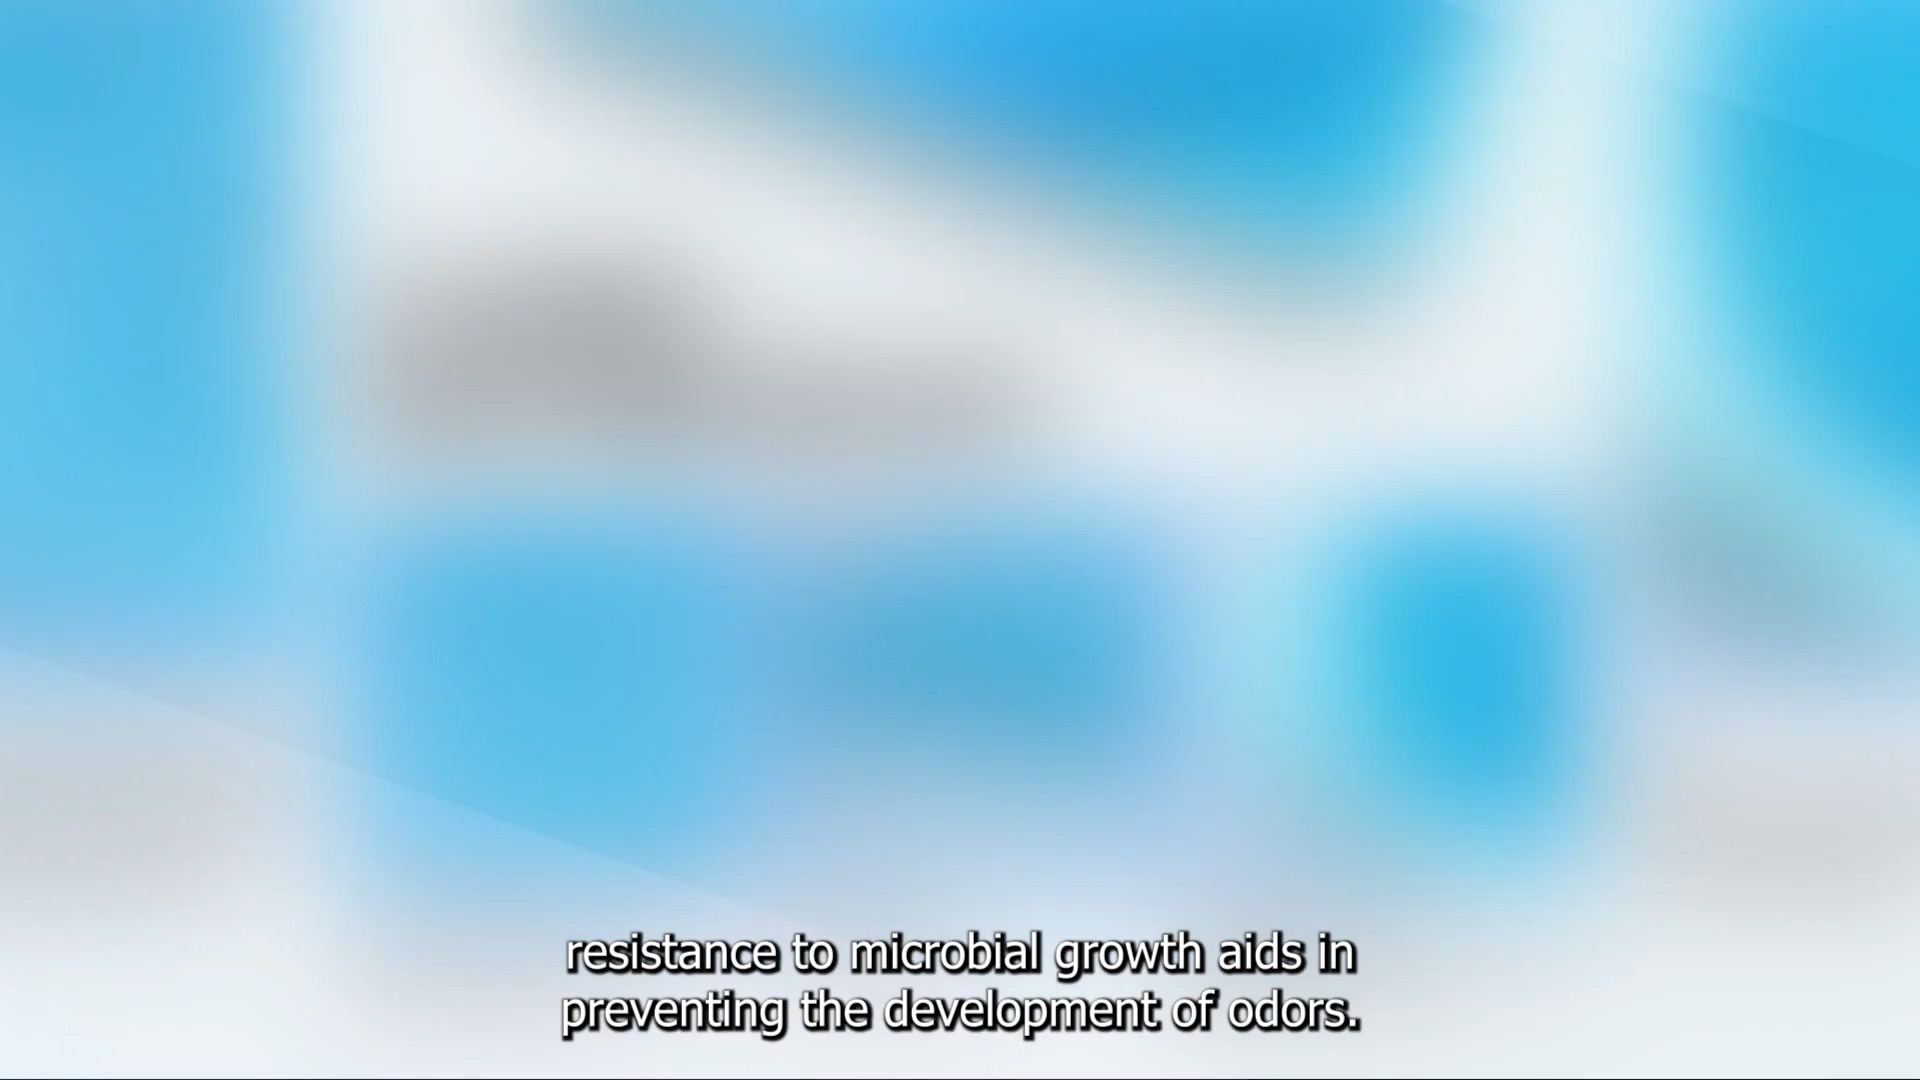 resistance to microbial growth aids in
preventing the development of odors.